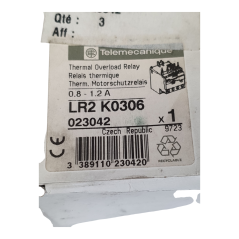 Qté : 3
Aff :
Telemecanique
Thermal Overload Relay
Relais thermique
Therm. Motorschutzrelais
0.8 - 1.2 A
LR2 K0306
023042
x 1
Czech Republic
9723
3 389110 230420